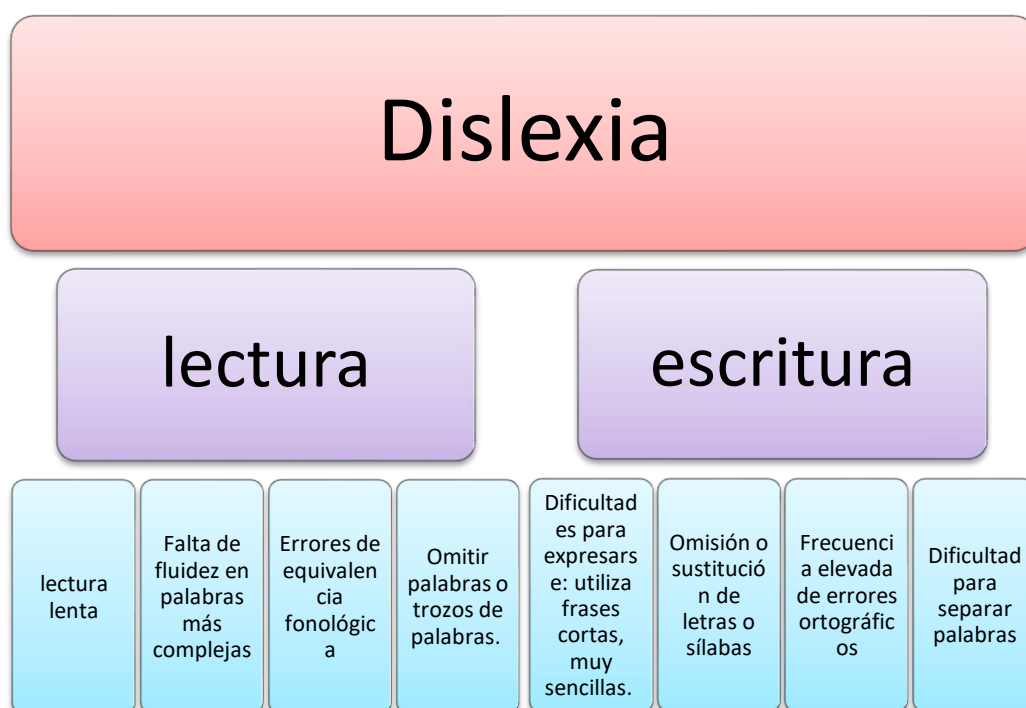 Dislexia
lectura
escritura
lectura
lenta
Falta de
fluidez en
palabras
más
complejas
Errores de
equivalen
cia
fonológic
a
Omitir
palabras o
trozos de
palabras.
Dificultad
es para
expresars
e: utiliza
frases
cortas,
muy
sencillas.
Omisión o
sustitució
n de
letras o
sílabas
Frecuenci
a elevada
de errores
ortográfic
os
Dificultad
para
separar
palabras